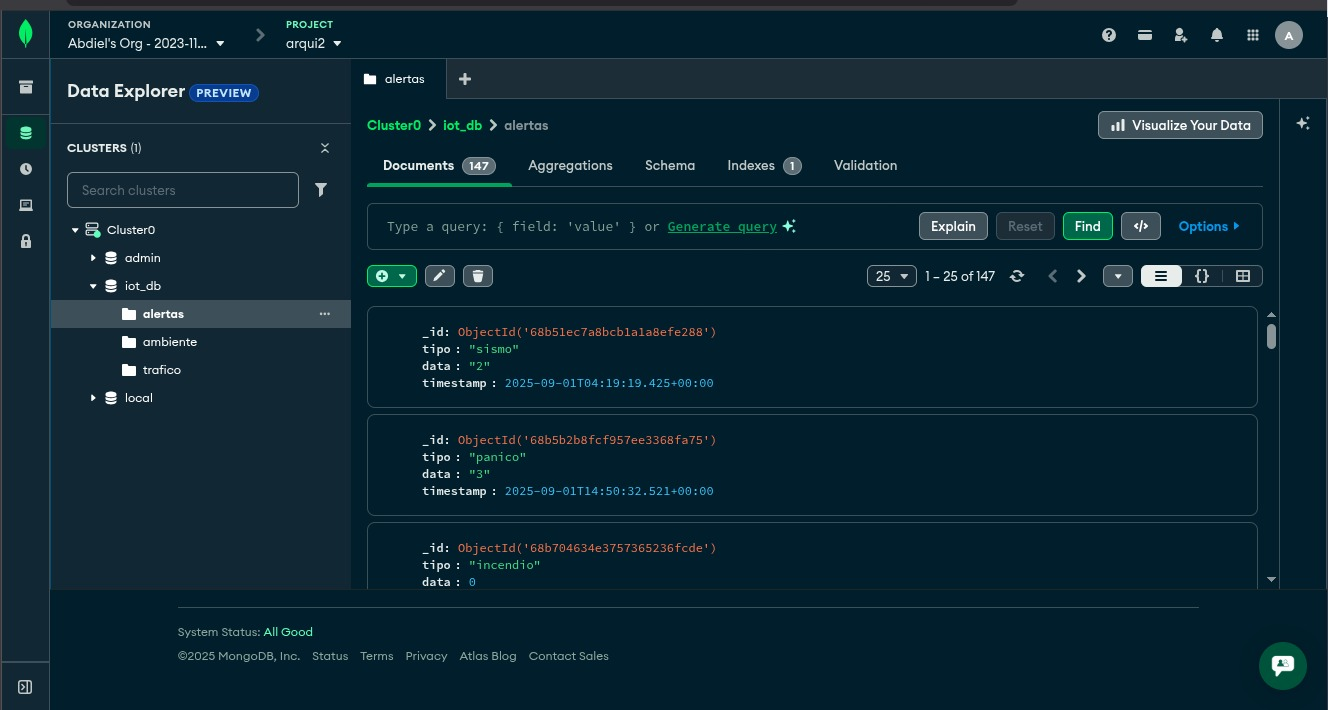 ORGANIZATION
Abdiel's Org - 2023-11...
PROJECT
arqui2
A
Data Explorer PREVIEW
CLUSTERS (1)
Search clusters
Cluster0
admin
iot_db
alertas
ambiente
trafico
local
alertas
Cluster0 > iot_db > alertas
Visualize Your Data
Documents 147 Aggregations Schema Indexes 1 Validation
Type a query: { field: 'value' } or Generate query
Explain Reset Find </> Options
25 1 – 25 of 147 {}
_id: ObjectId('68b51ec7a8bcb1a1a8efe288')
tipo : "sismo"
data : "2"
timestamp : 2025-09-01T04:19:19.425+00:00
_id: ObjectId('68b5b2b8fcf957ee3368fa75')
tipo : "panico"
data : "3"
timestamp : 2025-09-01T14:50:32.521+00:00
_id: ObjectId('68b704634e3757365236fcde')
tipo : "incendio"
data : 0
System Status: All Good
©2025 MongoDB, Inc. Status Terms Privacy Atlas Blog Contact Sales